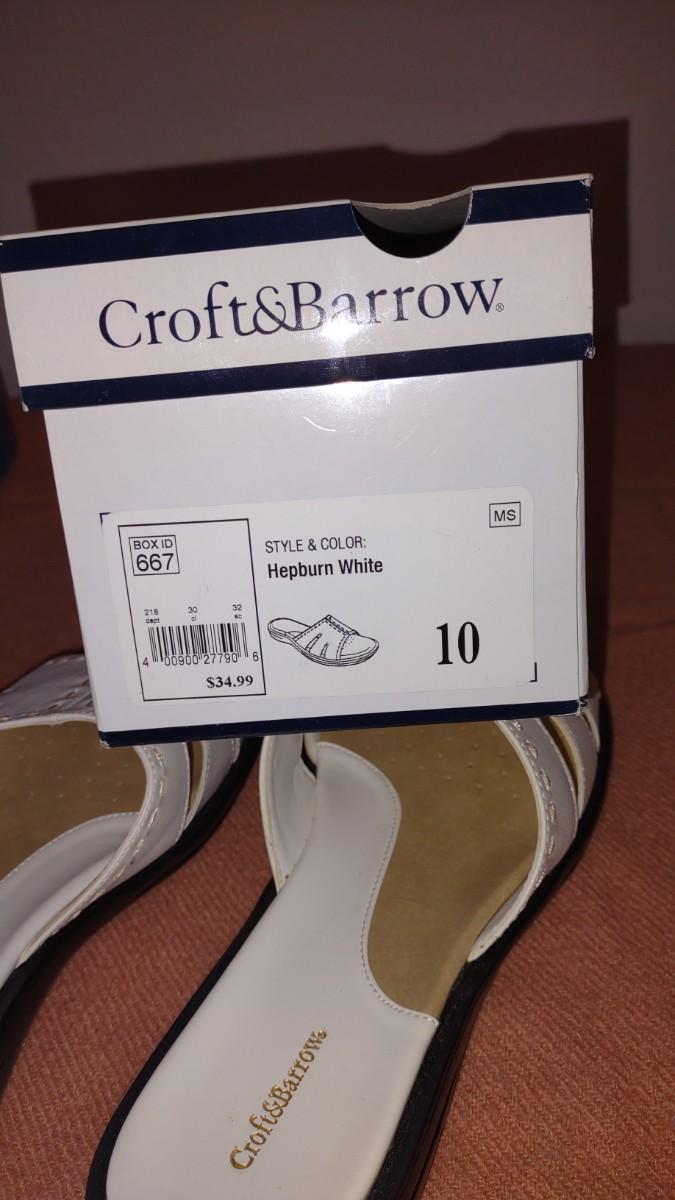 Croft&Barrow®
MS
BOX ID
667
STYLE & COLOR:
Hepburn White
218 30 32
dept cl sc
4 00900 27790 6
$34.99
10
Croft&Barrow®